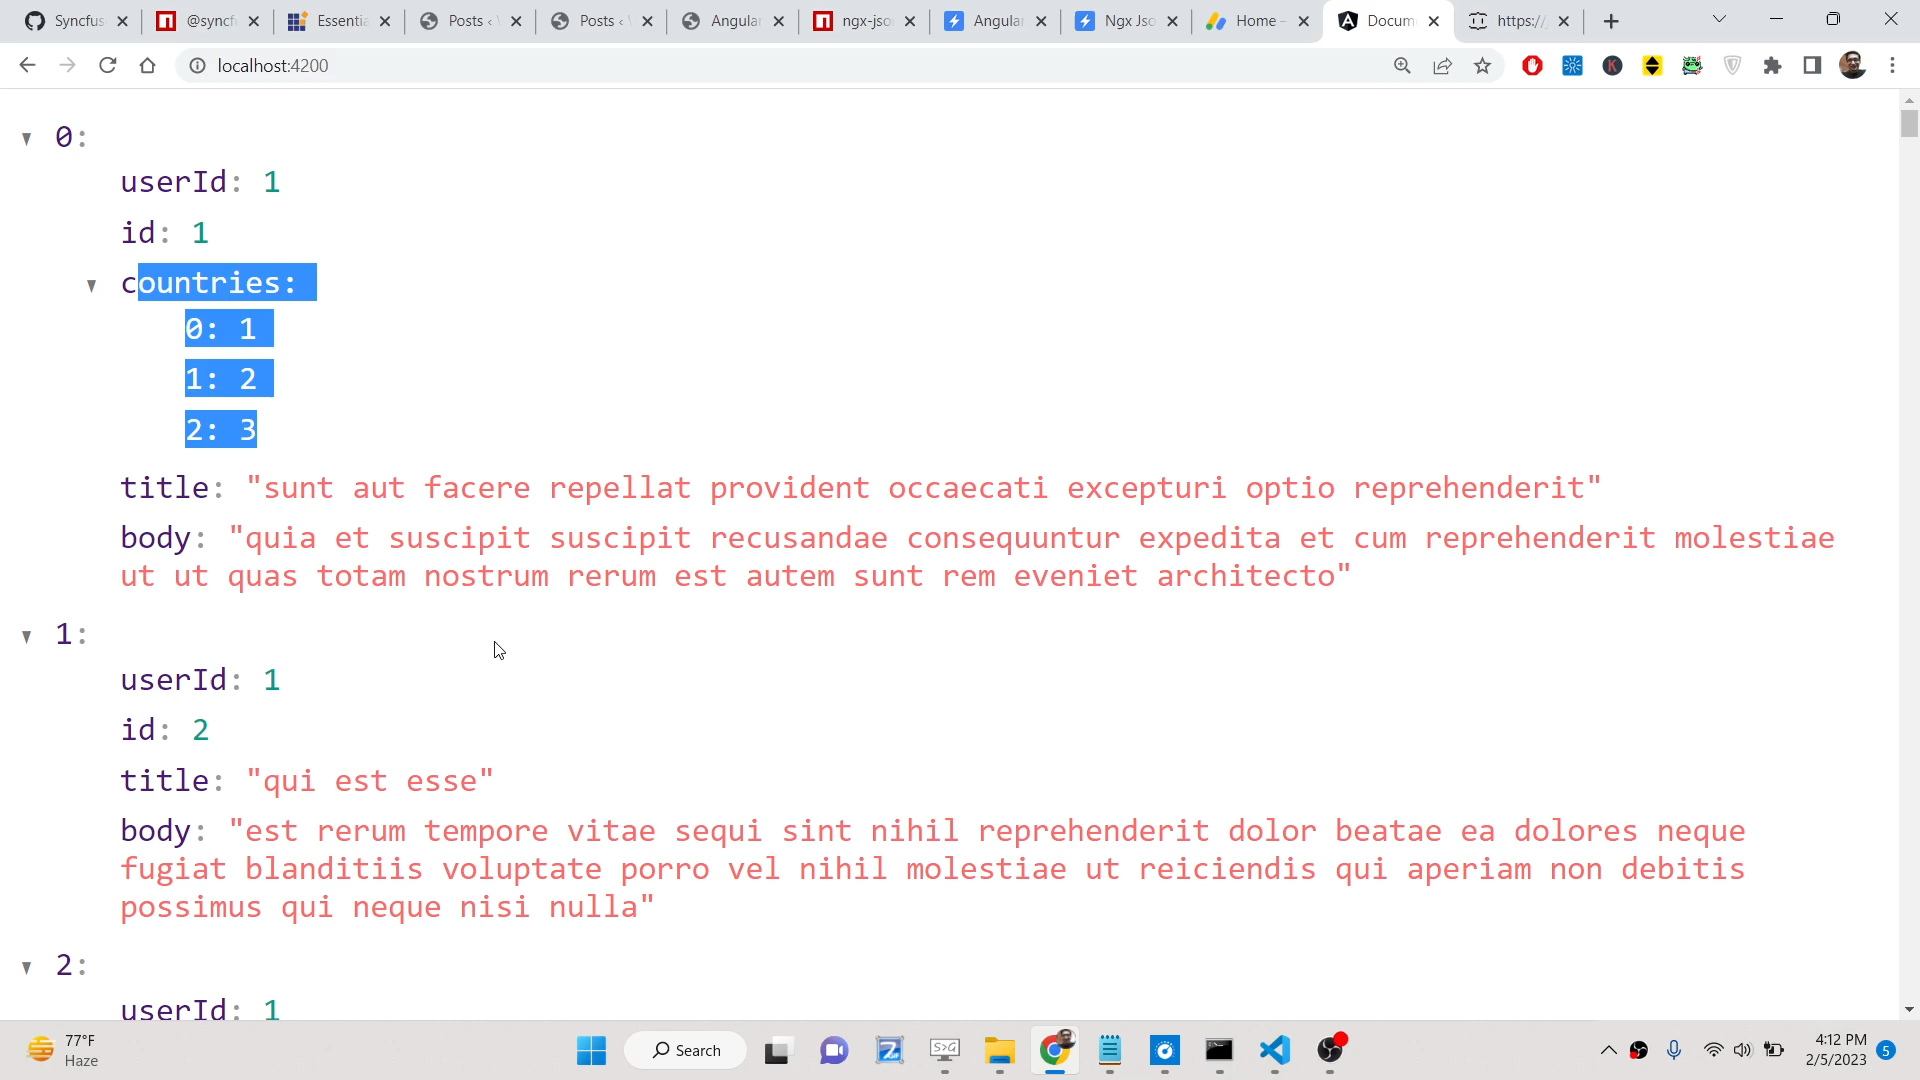 Syncfus
@syncf
Essentia
Posts ‹
Posts ‹
Angular
ngx-jso
Angular
Ngx Jso
Home –
Docum
https://
localhost:4200
0:
userId: 1
id: 1
countries:
0: 1
1: 2
2: 3
title: "sunt aut facere repellat provident occaecati excepturi optio reprehenderit"
body: "quia et suscipit suscipit recusandae consequuntur expedita et cum reprehenderit molestiae
ut ut quas totam nostrum rerum est autem sunt rem eveniet architecto"
1:
userId: 1
id: 2
title: "qui est esse"
body: "est rerum tempore vitae sequi sint nihil reprehenderit dolor beatae ea dolores neque
fugiat blanditiis voluptate porro vel nihil molestiae ut reiciendis qui aperiam non debitis
possimus qui neque nisi nulla"
2:
userId: 1
77°F
Haze
Search
4:12 PM
2/5/2023
5